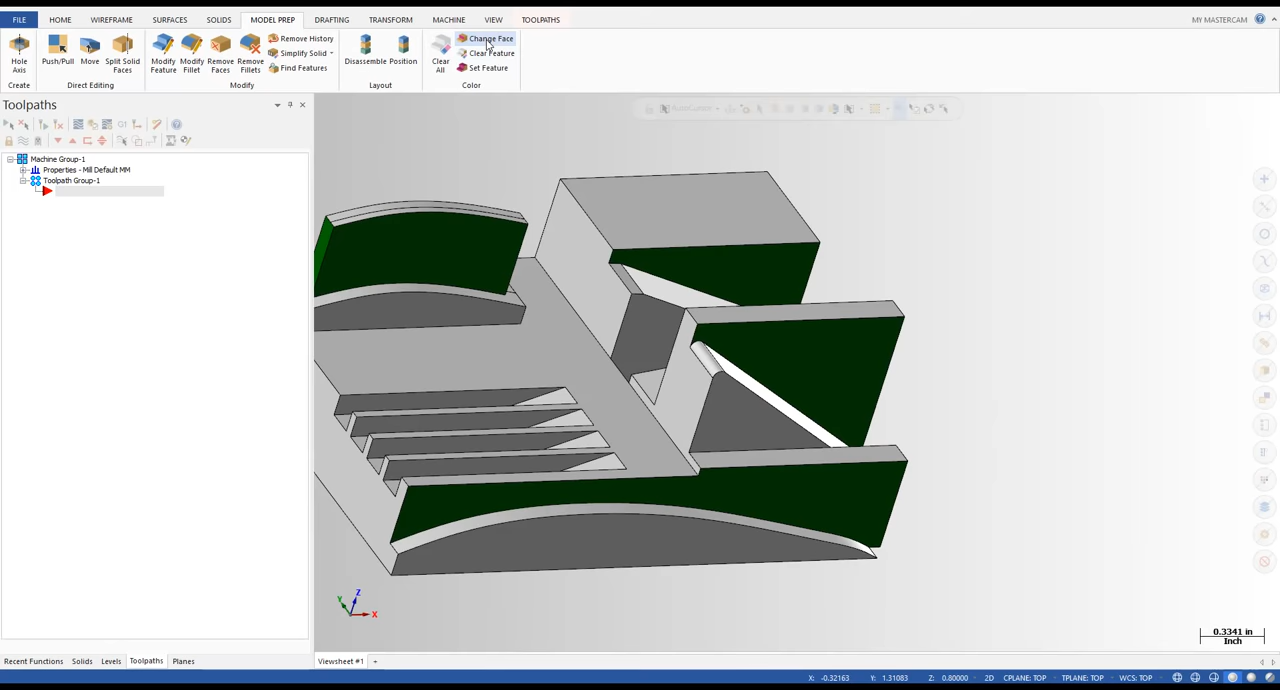 FILE HOME WIREFRAME SURFACES SOLIDS MODEL PREP DRAFTING TRANSFORM MACHINE VIEW TOOLPATHS MY MASTERCAM
Hole Axis
Push/Pull
Move
Split Solid Faces
Modify Feature
Modify Fillet
Remove Faces
Remove Fillets
Remove History
Simplify Solid
Find Features
Disassemble
Position
Clear All
Change Face
Clear Feature
Set Feature
Create Direct Editing Modify Layout Color
Toolpaths
AutoCursor
G1
Machine Group-1
Properties - Mill Default MM
Toolpath Group-1
Z
Y
X
0.3341 in
Inch
Recent Functions Solids Levels Toolpaths Planes
Viewsheet #1 +
X: -0.32163 Y: 1.31083 Z: 0.80000 2D CPLANE: TOP TPLANE: TOP WCS: TOP